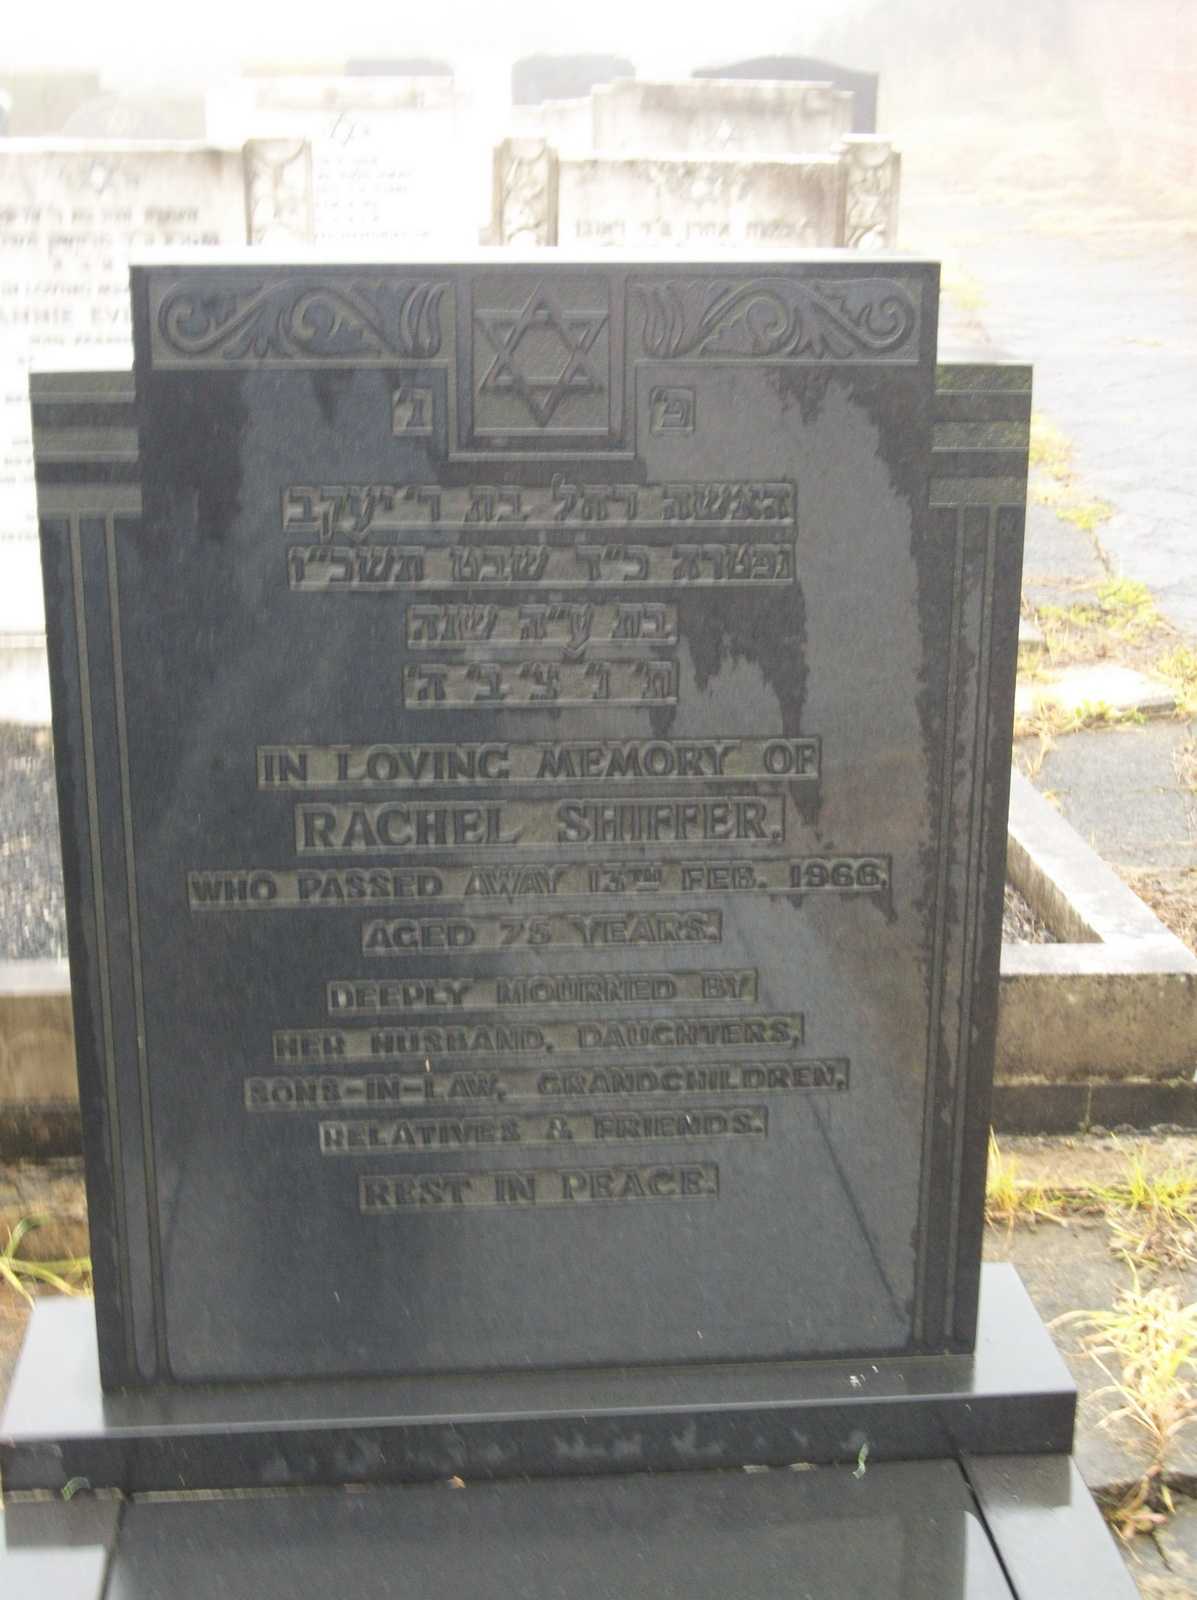 פ' נ'
האשה רחל בת ר' יעקב
נפטרה כ"ד שבט תשכ"ו
בת ע"ה שנה
ת' נ' צ' ב' ה'
IN LOVING MEMORY OF
RACHEL SHIFFER.
WHO PASSED AWAY 13TH FEB. 1966,
AGED 75 YEARS.
DEEPLY MOURNED BY
HER HUSBAND, DAUGHTERS,
SONS-IN-LAW, GRANDCHILDREN,
RELATIVES & FRIENDS.
REST IN PEACE.